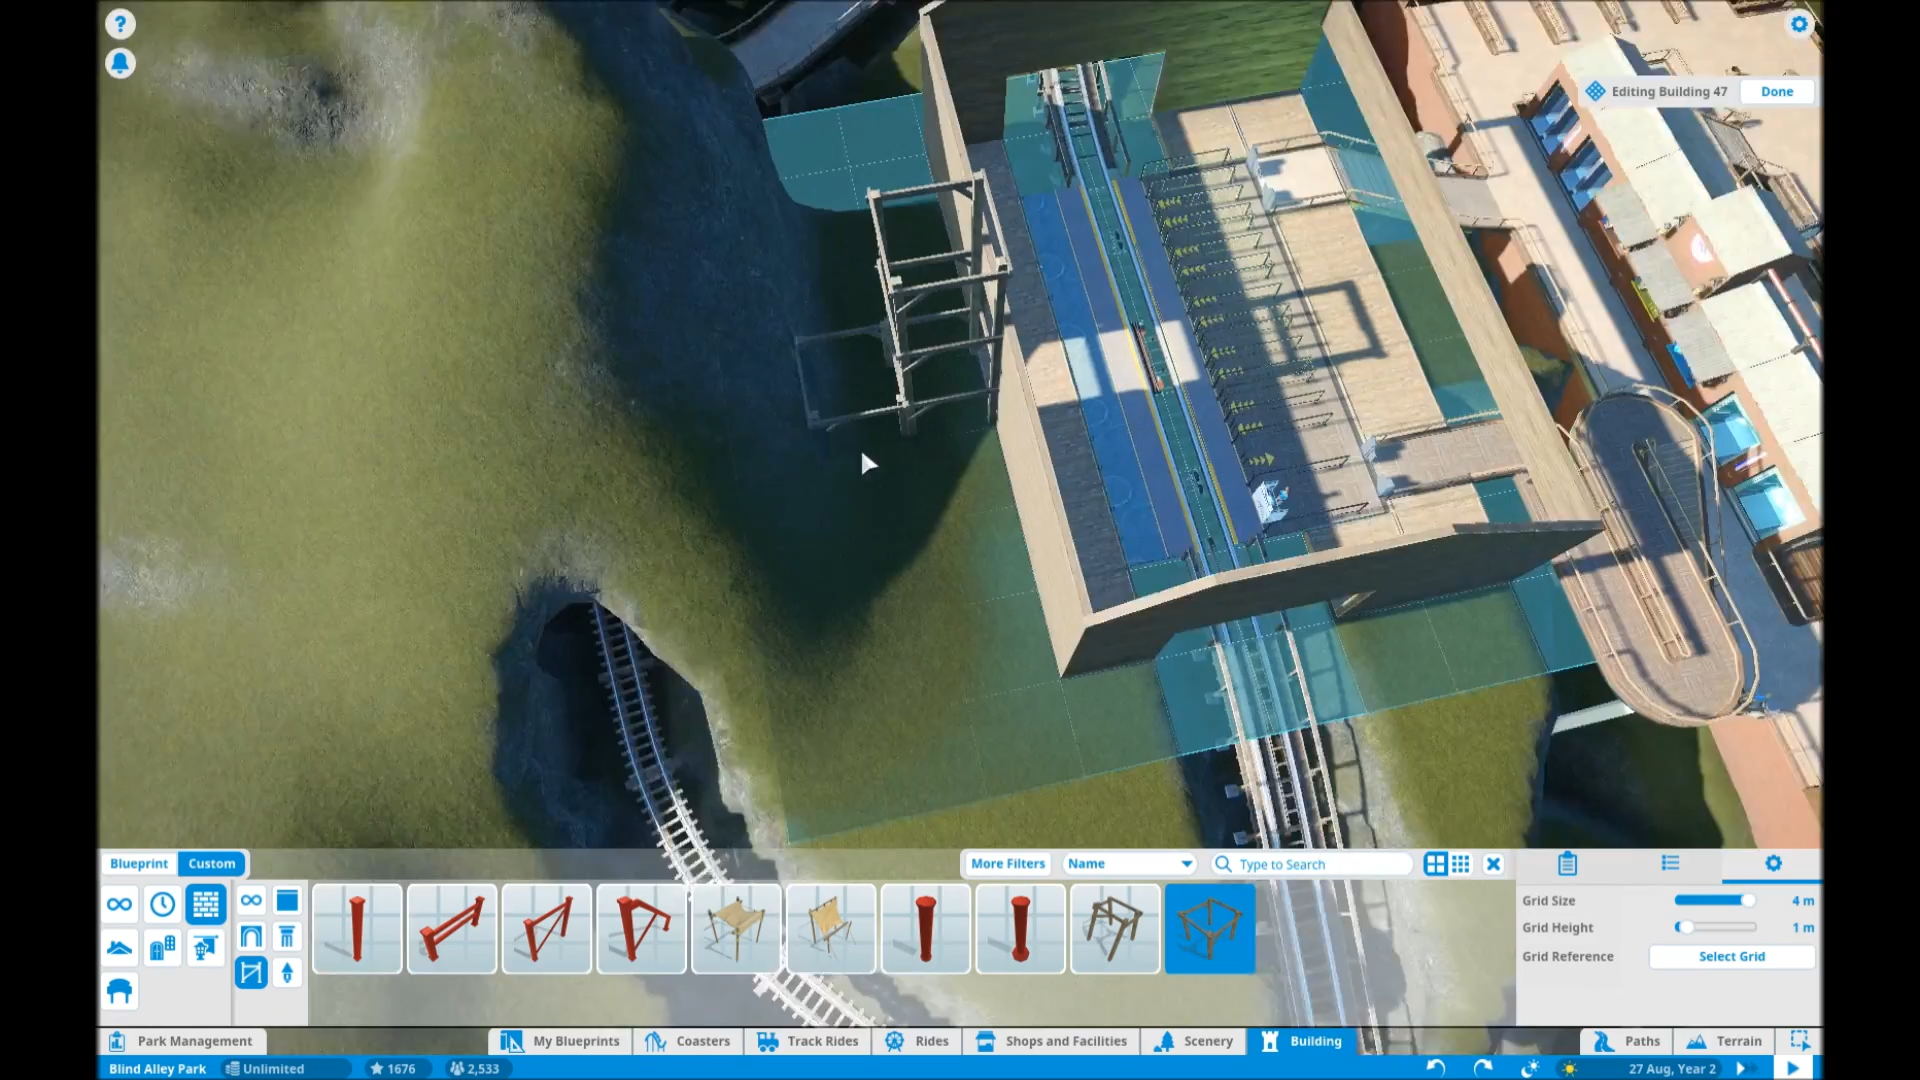 ?
Editing Building 47
Done
Blueprint
Custom
More Filters
Name
Type to Search
Grid Size
4 m
Grid Height
1 m
Grid Reference
Select Grid
Park Management
My Blueprints
Coasters
Track Rides
Rides
Shops and Facilities
Scenery
Building
Paths
Terrain
Blind Alley Park
Unlimited
1676
2,533
27 Aug, Year 2